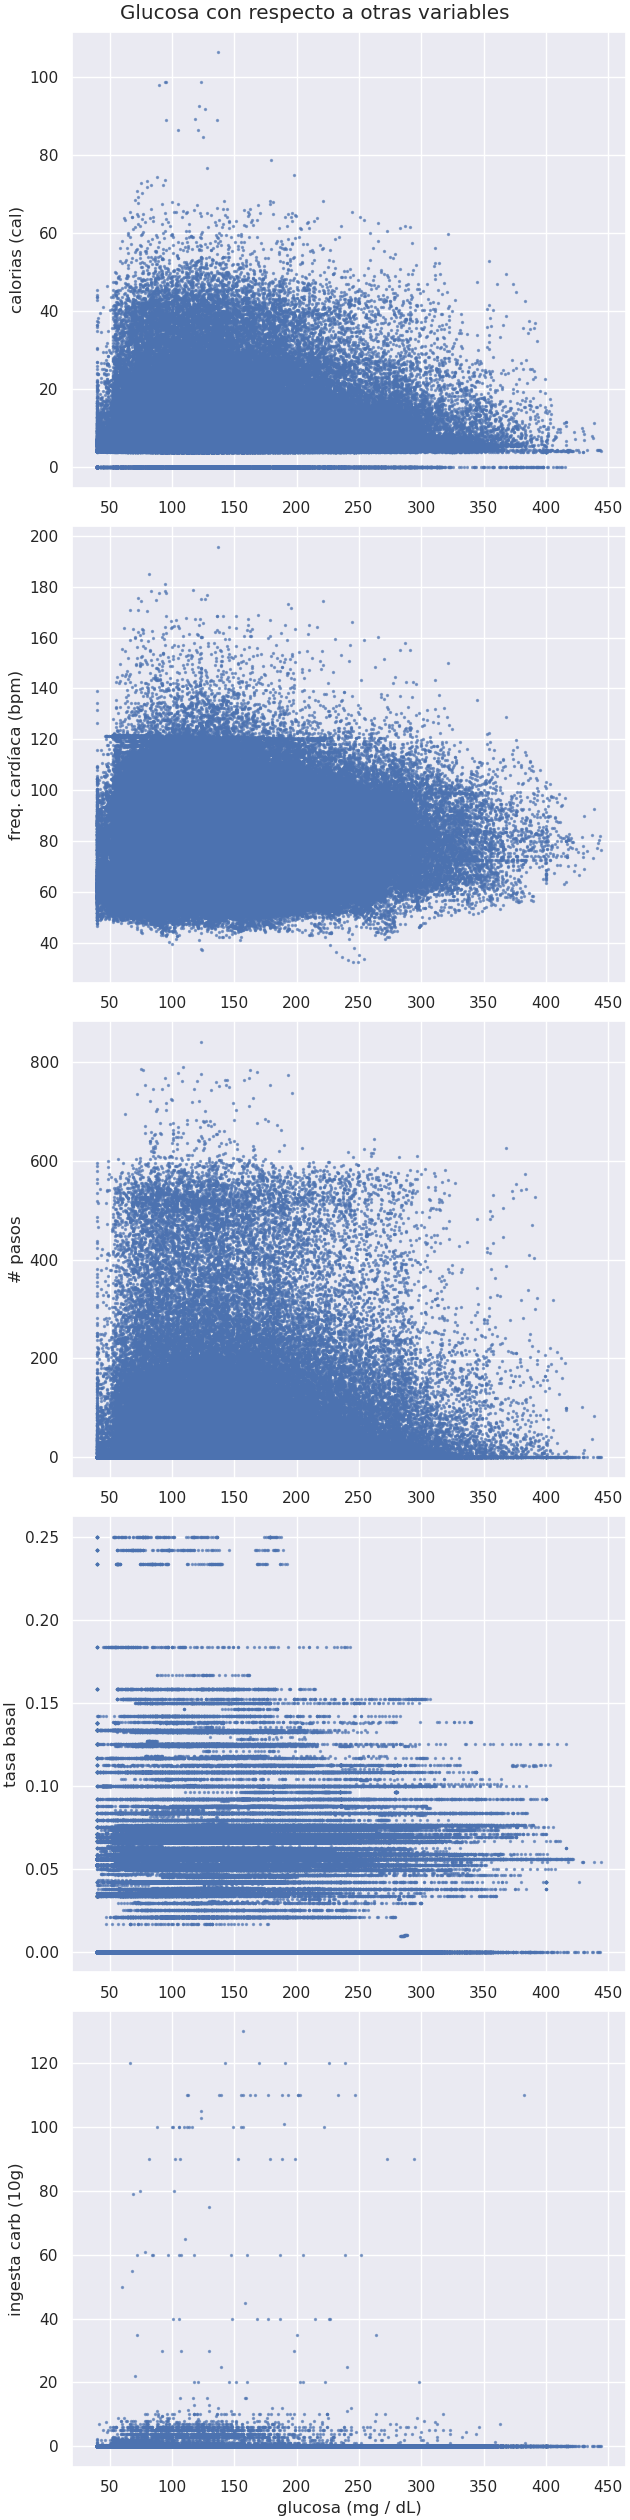 Glucosa con respecto a otras variables
calorias (cal)
100
80
60
40
20
0
50 100 150 200 250 300 350 400 450
freq. cardíaca (bpm)
200
180
160
140
120
100
80
60
40
50 100 150 200 250 300 350 400 450
# pasos
800
600
400
200
0
50 100 150 200 250 300 350 400 450
tasa basal
0.25
0.20
0.15
0.10
0.05
0.00
50 100 150 200 250 300 350 400 450
ingesta carb (10g)
120
100
80
60
40
20
0
50 100 150 200 250 300 350 400 450
glucosa (mg / dL)